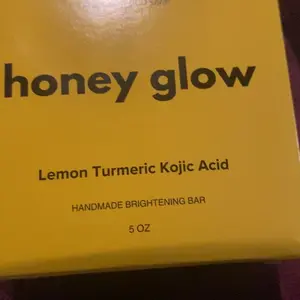 honey glow
Lemon Turmeric Kojic Acid
HANDMADE BRIGHTENING BAR
5 OZ